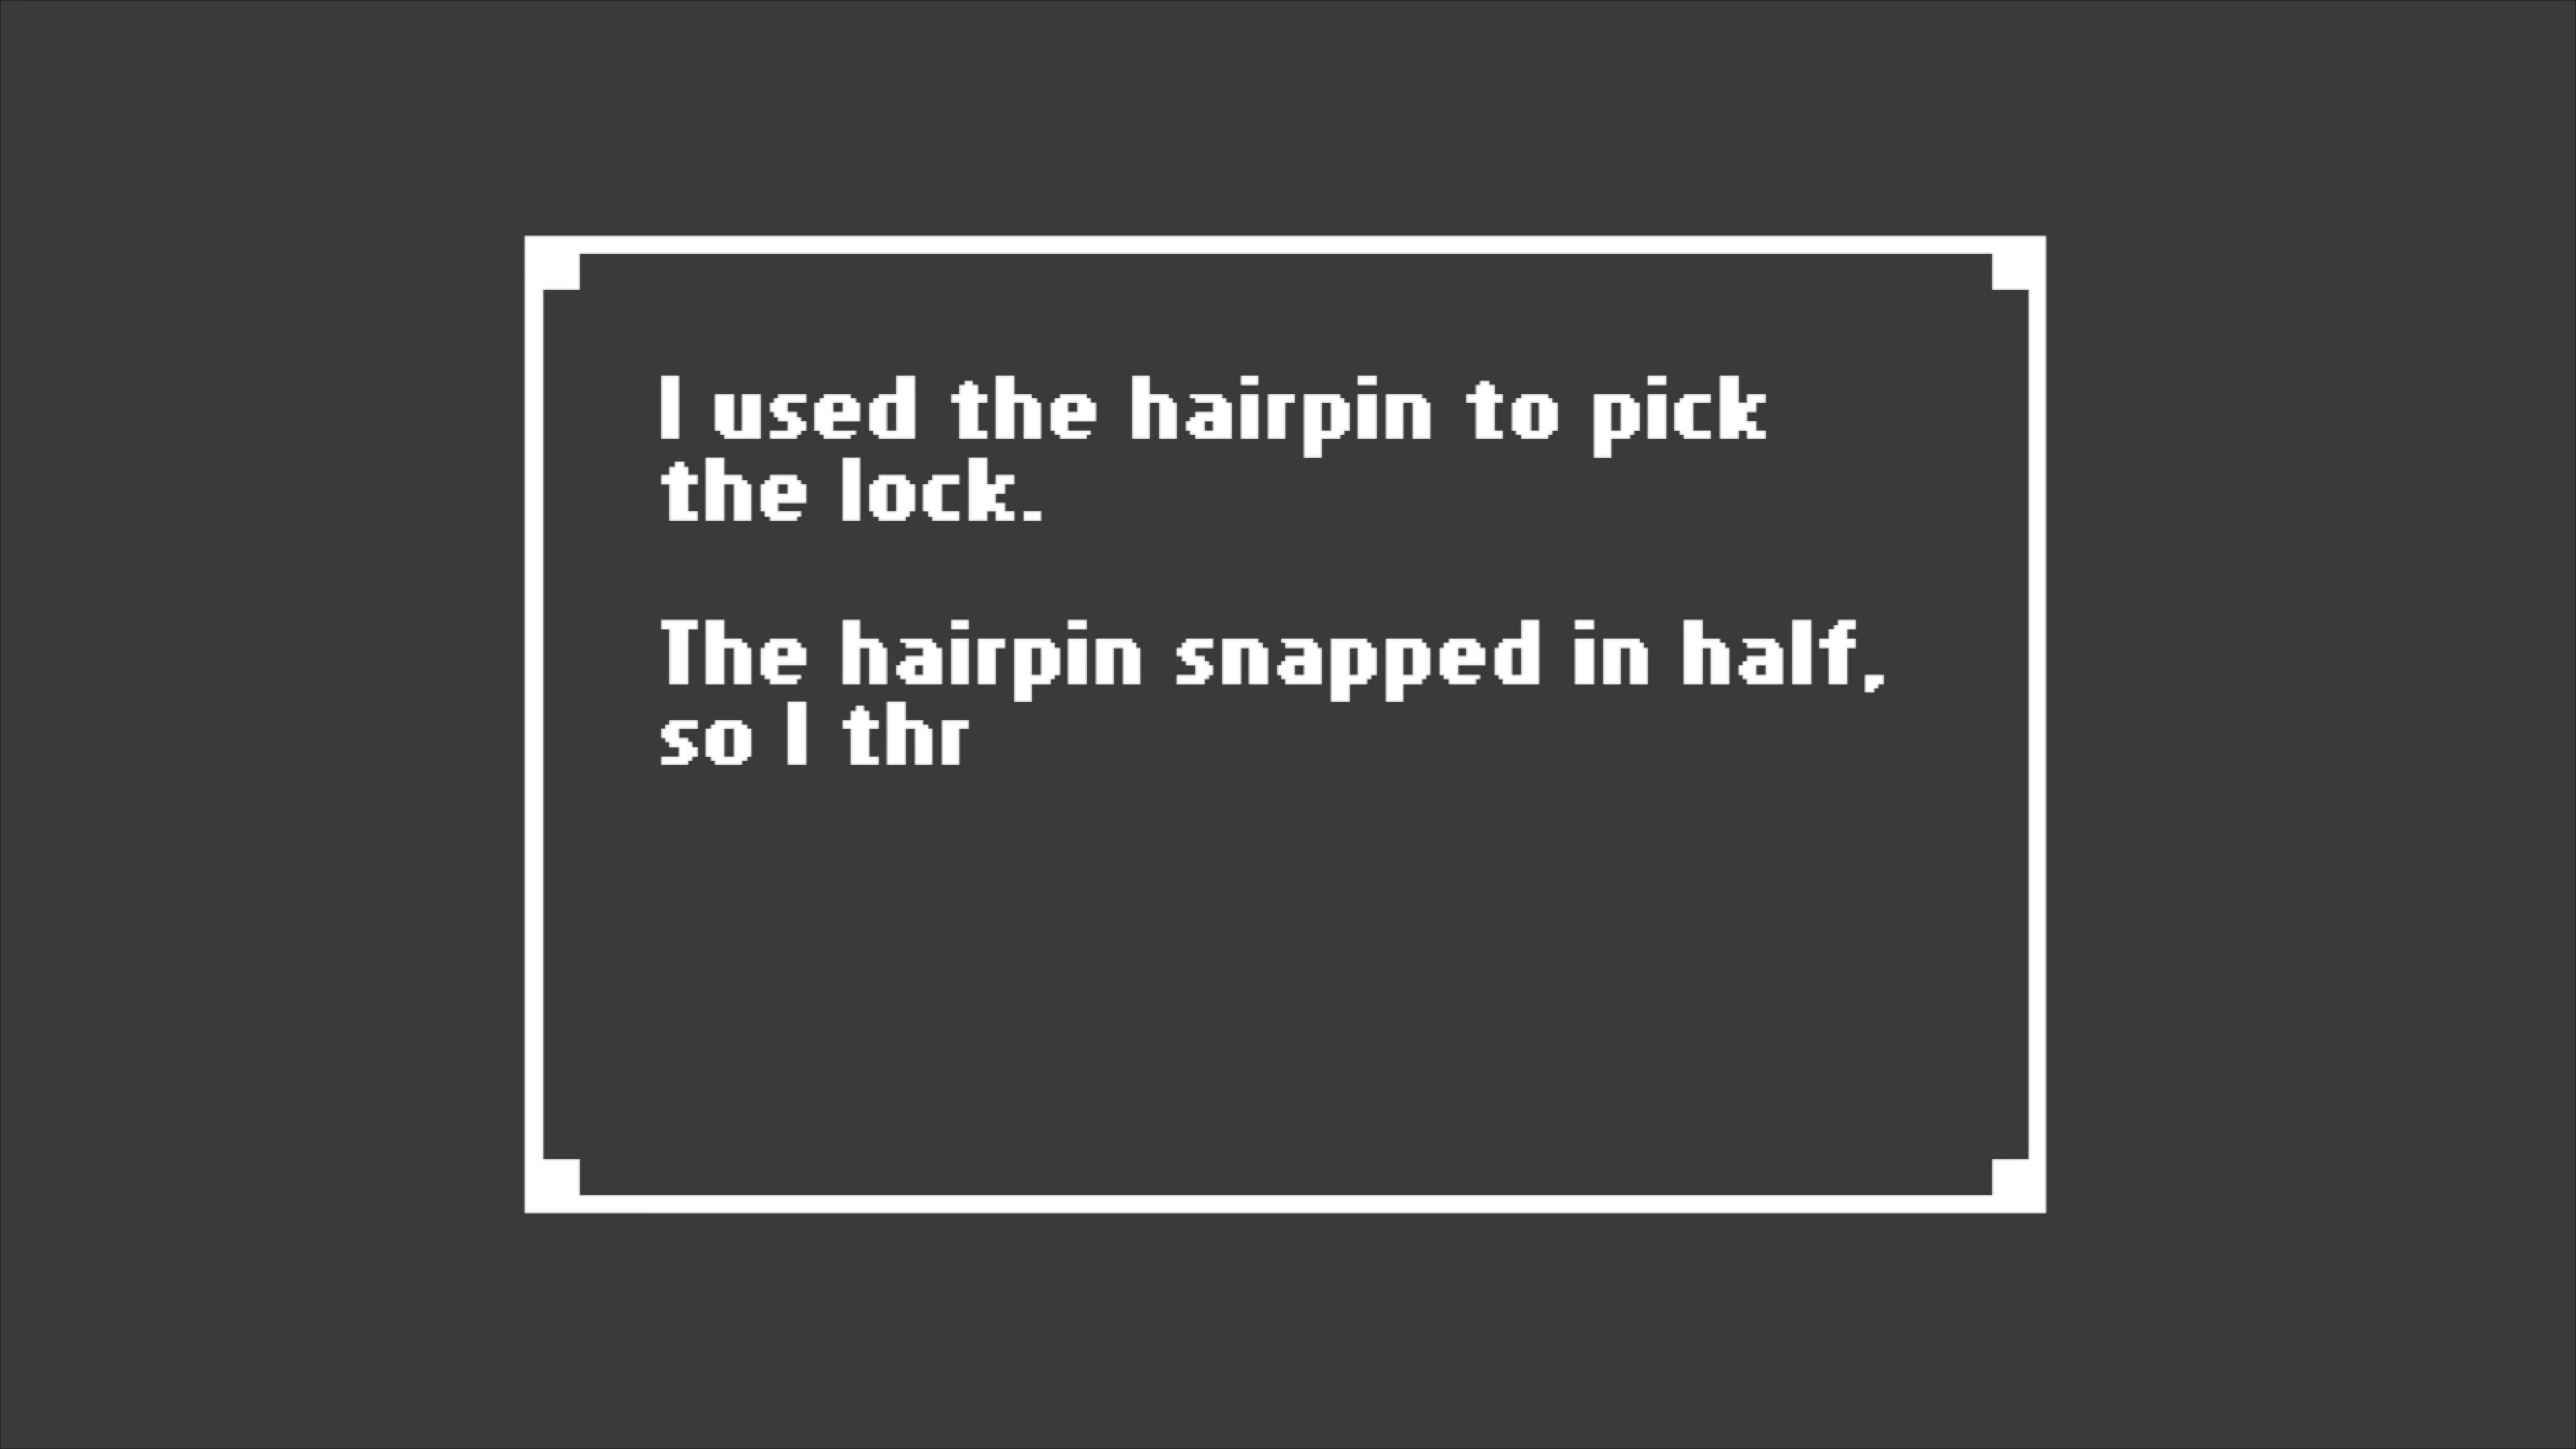 I used the hairpin to pick
the lock.
The hairpin snapped in half,
so I thr